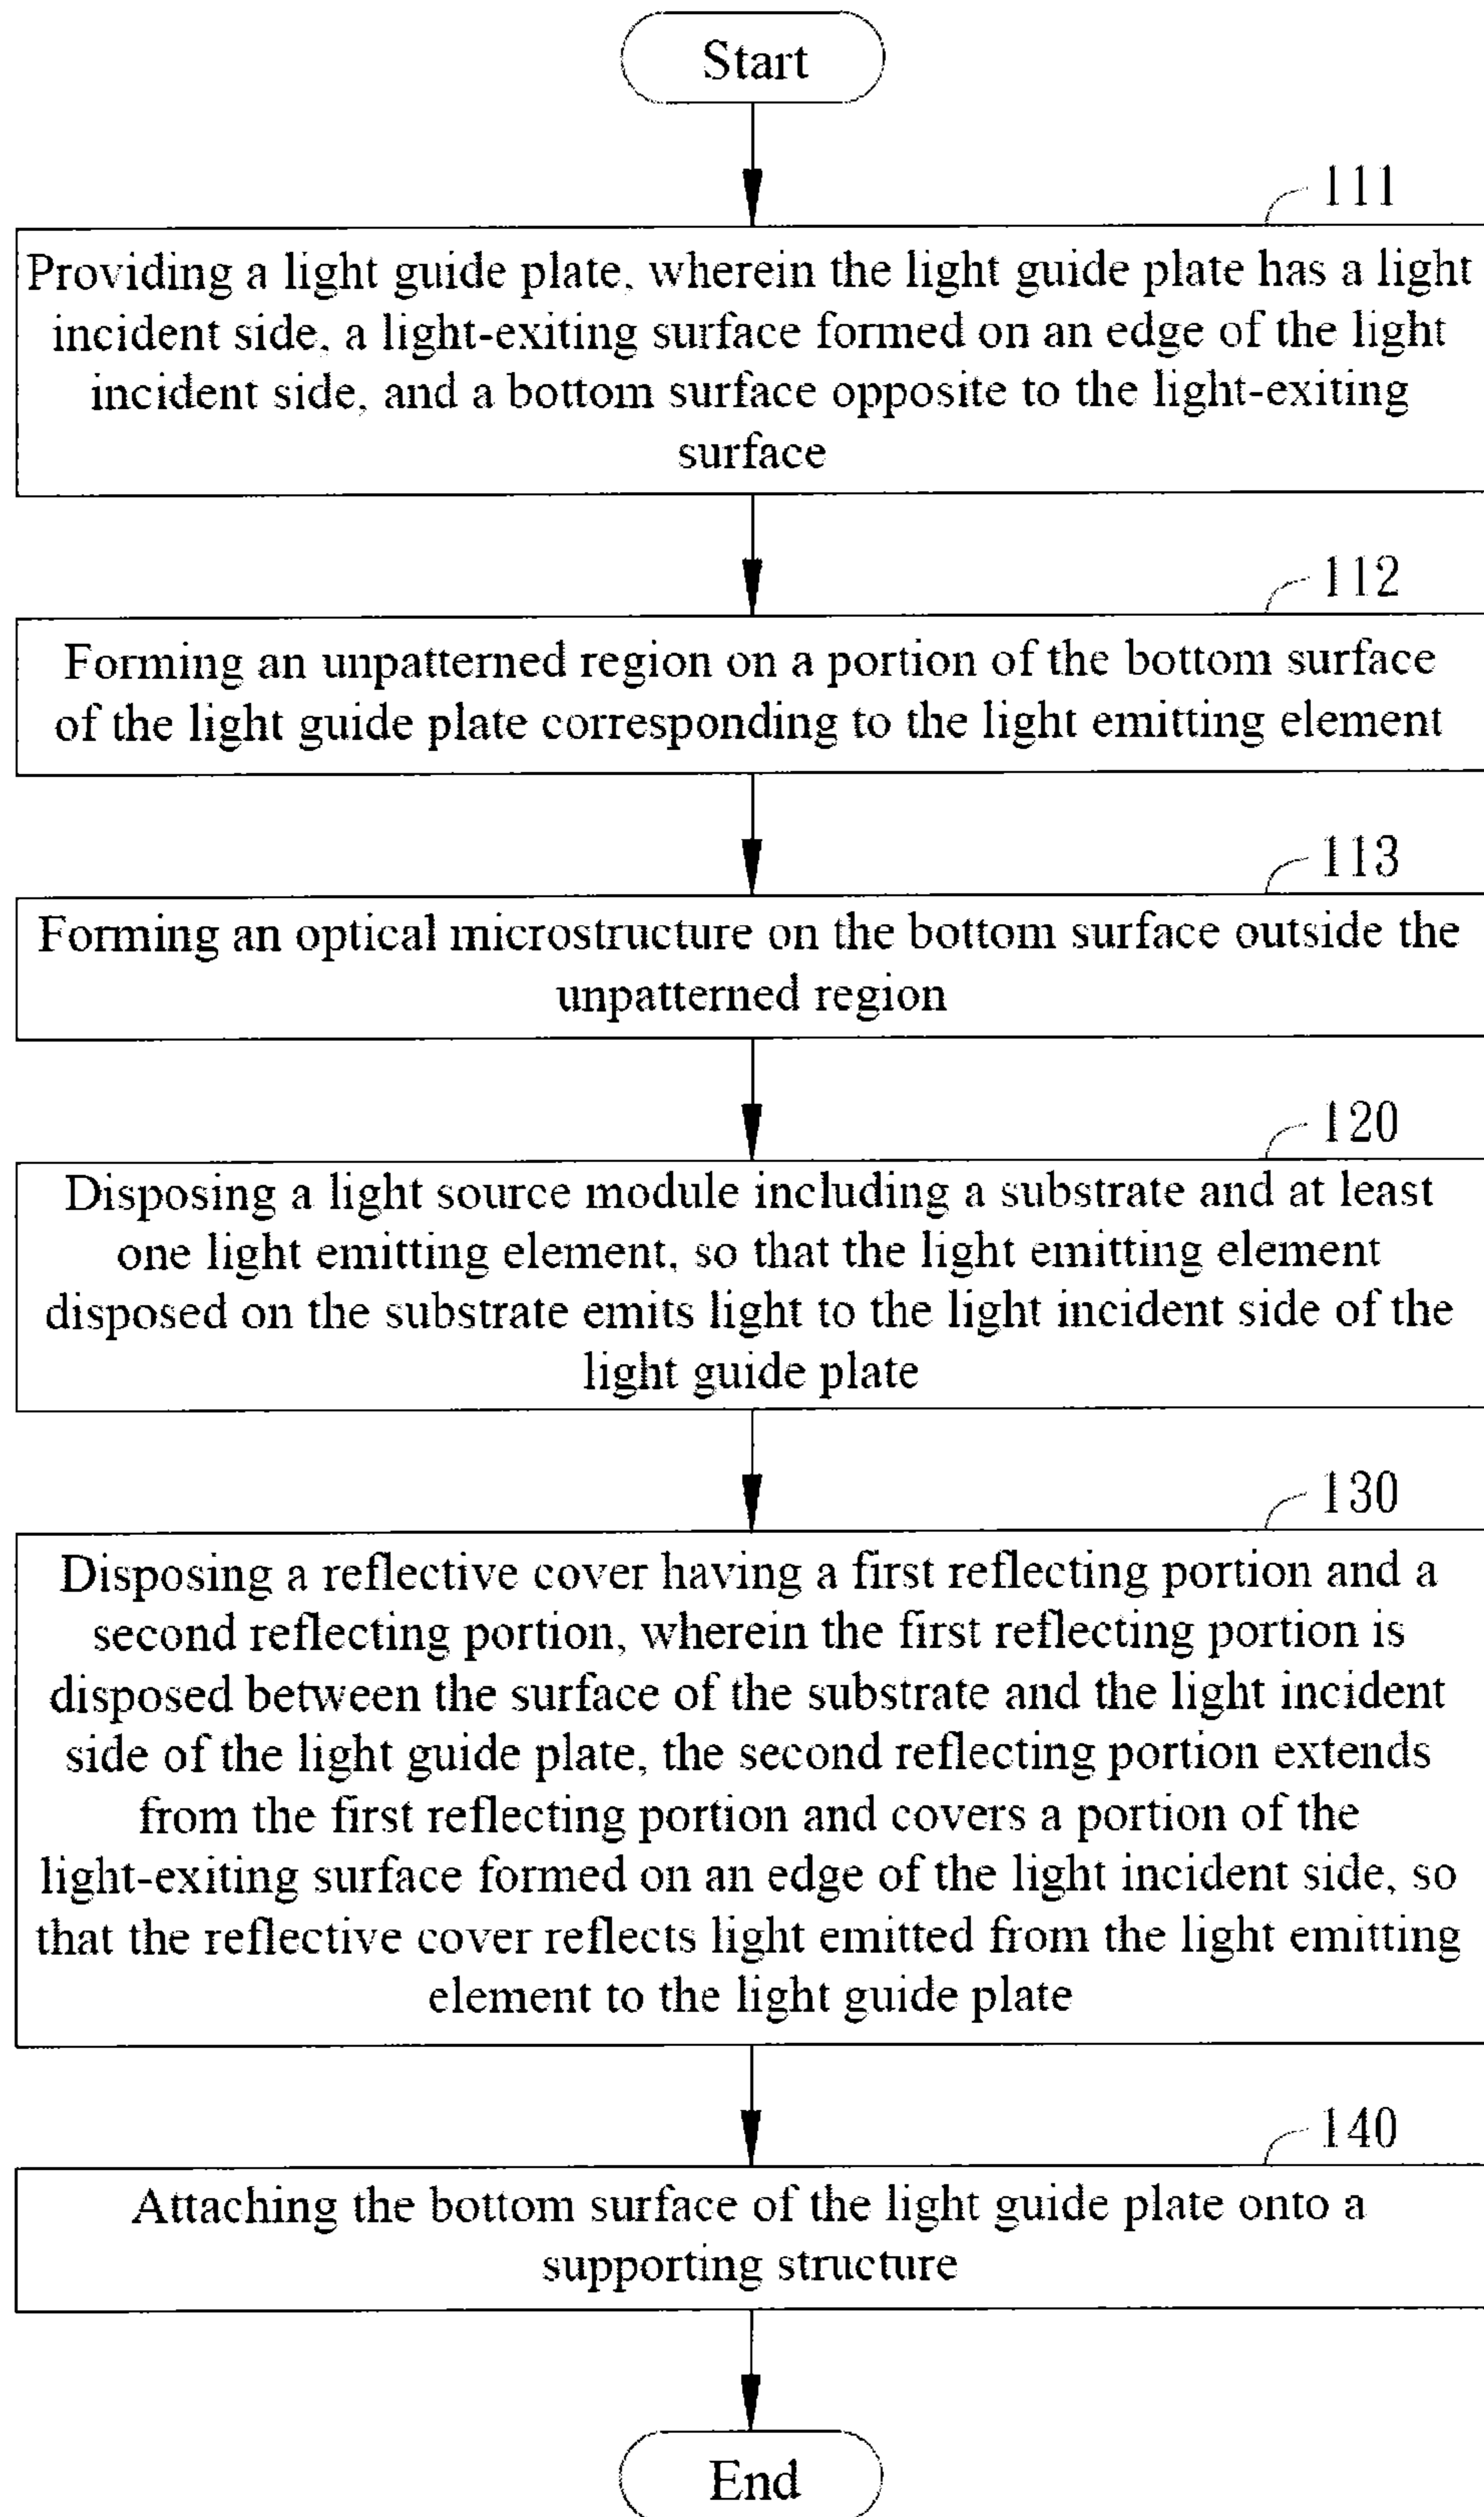 Start
111
Providing a light guide plate, wherein the light guide plate has a light
incident side, a light-exiting surface formed on an edge of the light
incident side, and a bottom surface opposite to the light-exiting
surface
112
Forming an unpatterned region on a portion of the bottom surface
of the light guide plate corresponding to the light emitting element
113
Forming an optical microstructure on the bottom surface outside the
unpatterned region
120
Disposing a light source module including a substrate and at least
one light emitting element, so that the light emitting element
disposed on the substrate emits light to the light incident side of the
light guide plate
130
Disposing a reflective cover having a first reflecting portion and a
second reflecting portion, wherein the first reflecting portion is
disposed between the surface of the substrate and the light incident
side of the light guide plate, the second reflecting portion extends
from the first reflecting portion and covers a portion of the
light-exiting surface formed on an edge of the light incident side, so
that the reflective cover reflects light emitted from the light emitting
element to the light guide plate
140
Attaching the bottom surface of the light guide plate onto a
supporting structure
End